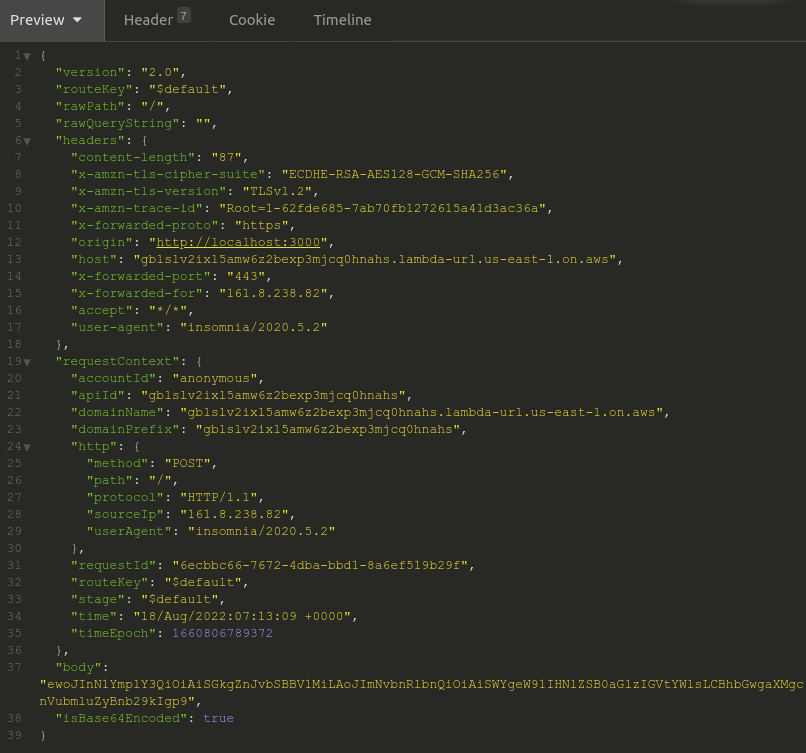 Preview ▼ Header 7 Cookie Timeline
1▼ {
2 "version": "2.0",
3 "routeKey": "$default",
4 "rawPath": "/",
5 "rawQueryString": "",
6▼ "headers": {
7 "content-length": "87",
8 "x-amzn-tls-cipher-suite": "ECDHE-RSA-AES128-GCM-SHA256",
9 "x-amzn-tls-version": "TLSv1.2",
10 "x-amzn-trace-id": "Root=1-62fde685-7ab70fb1272615a41d3ac36a",
11 "x-forwarded-proto": "https",
12 "origin": "http://localhost:3000",
13 "host": "gblslv2ixl5amw6z2bexp3mjcq0hnahs.lambda-url.us-east-1.on.aws",
14 "x-forwarded-port": "443",
15 "x-forwarded-for": "161.8.238.82",
16 "accept": "*/*",
17 "user-agent": "insomnia/2020.5.2"
18 },
19▼ "requestContext": {
20 "accountId": "anonymous",
21 "apiId": "gblslv2ixl5amw6z2bexp3mjcq0hnahs",
22 "domainName": "gblslv2ixl5amw6z2bexp3mjcq0hnahs.lambda-url.us-east-1.on.aws",
23 "domainPrefix": "gblslv2ixl5amw6z2bexp3mjcq0hnahs",
24▼ "http": {
25 "method": "POST",
26 "path": "/",
27 "protocol": "HTTP/1.1",
28 "sourceIp": "161.8.238.82",
29 "userAgent": "insomnia/2020.5.2"
30 },
31 "requestId": "6ecbbc66-7672-4dba-bbd1-8a6ef519b29f",
32 "routeKey": "$default",
33 "stage": "$default",
34 "time": "18/Aug/2022:07:13:09 +0000",
35 "timeEpoch": 1660806789372
36 },
37 "body":
"ewoJInN1YmplY3QiOiAiSGkgZnJvbSBBV1MiLAoJImNvbnRlbnQiOiAiSWYgeW91IHNlZSB0aGlzIGVtYWlsLCBhbGwgaXMgc
nVubmluZyBnb29kIgp9",
38 "isBase64Encoded": true
39 }